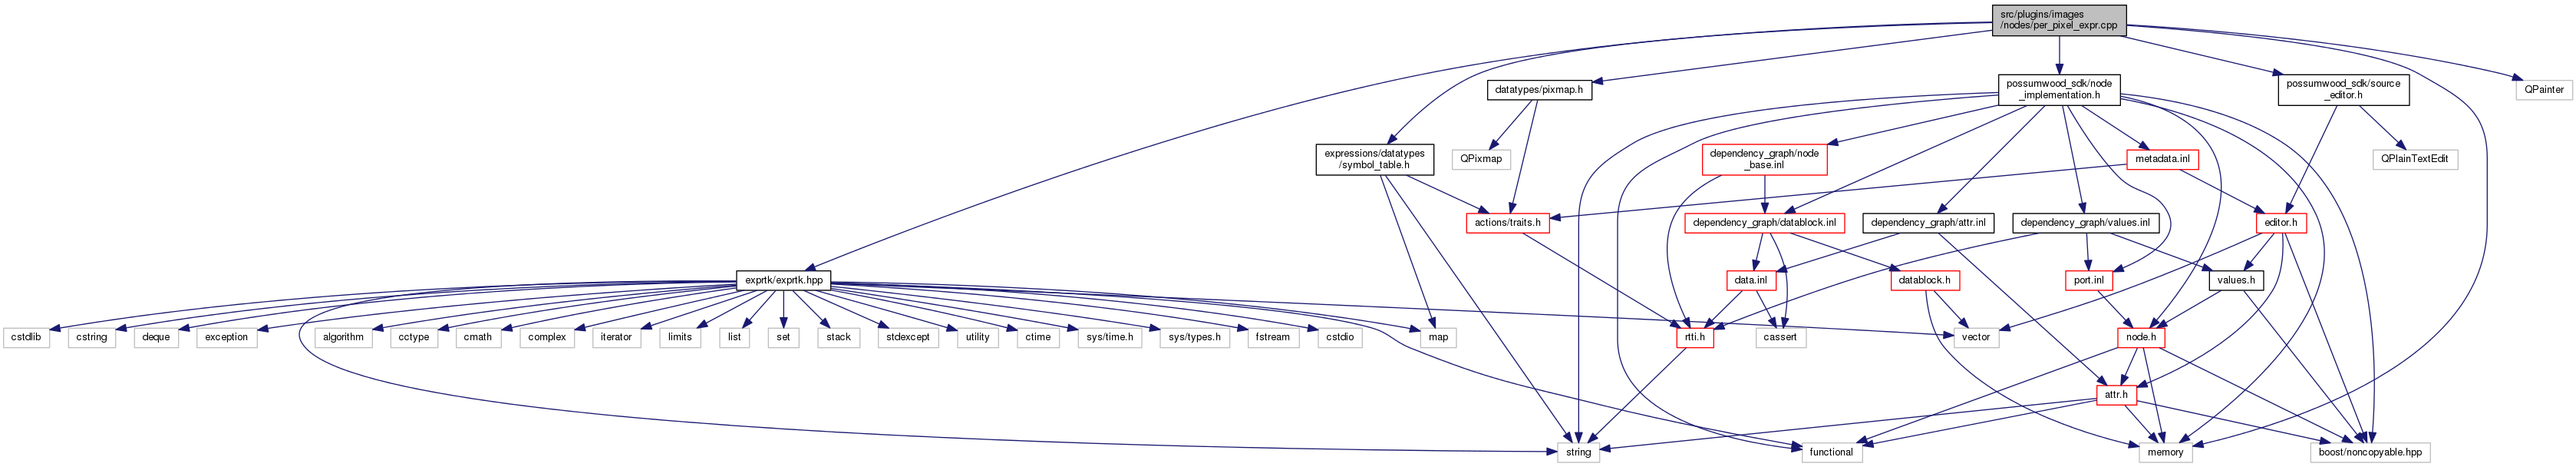 src/plugins/images
/nodes/per_pixel_expr.cpp
datatypes/pixmap.h
possumwood_sdk/node
_implementation.h
possumwood_sdk/source
_editor.h
QPainter
expressions/datatypes
/symbol_table.h
QPixmap
dependency_graph/node
_base.inl
metadata.inl
QPlainTextEdit
actions/traits.h
dependency_graph/datablock.inl
dependency_graph/attr.inl
dependency_graph/values.inl
editor.h
exprtk/exprtk.hpp
data.inl
datablock.h
port.inl
values.h
cstdlib
cstring
deque
exception
algorithm
cctype
cmath
complex
iterator
limits
list
set
stack
stdexcept
utility
ctime
sys/time.h
sys/types.h
fstream
cstdio
map
rtti.h
cassert
vector
node.h
attr.h
string
functional
memory
boost/noncopyable.hpp